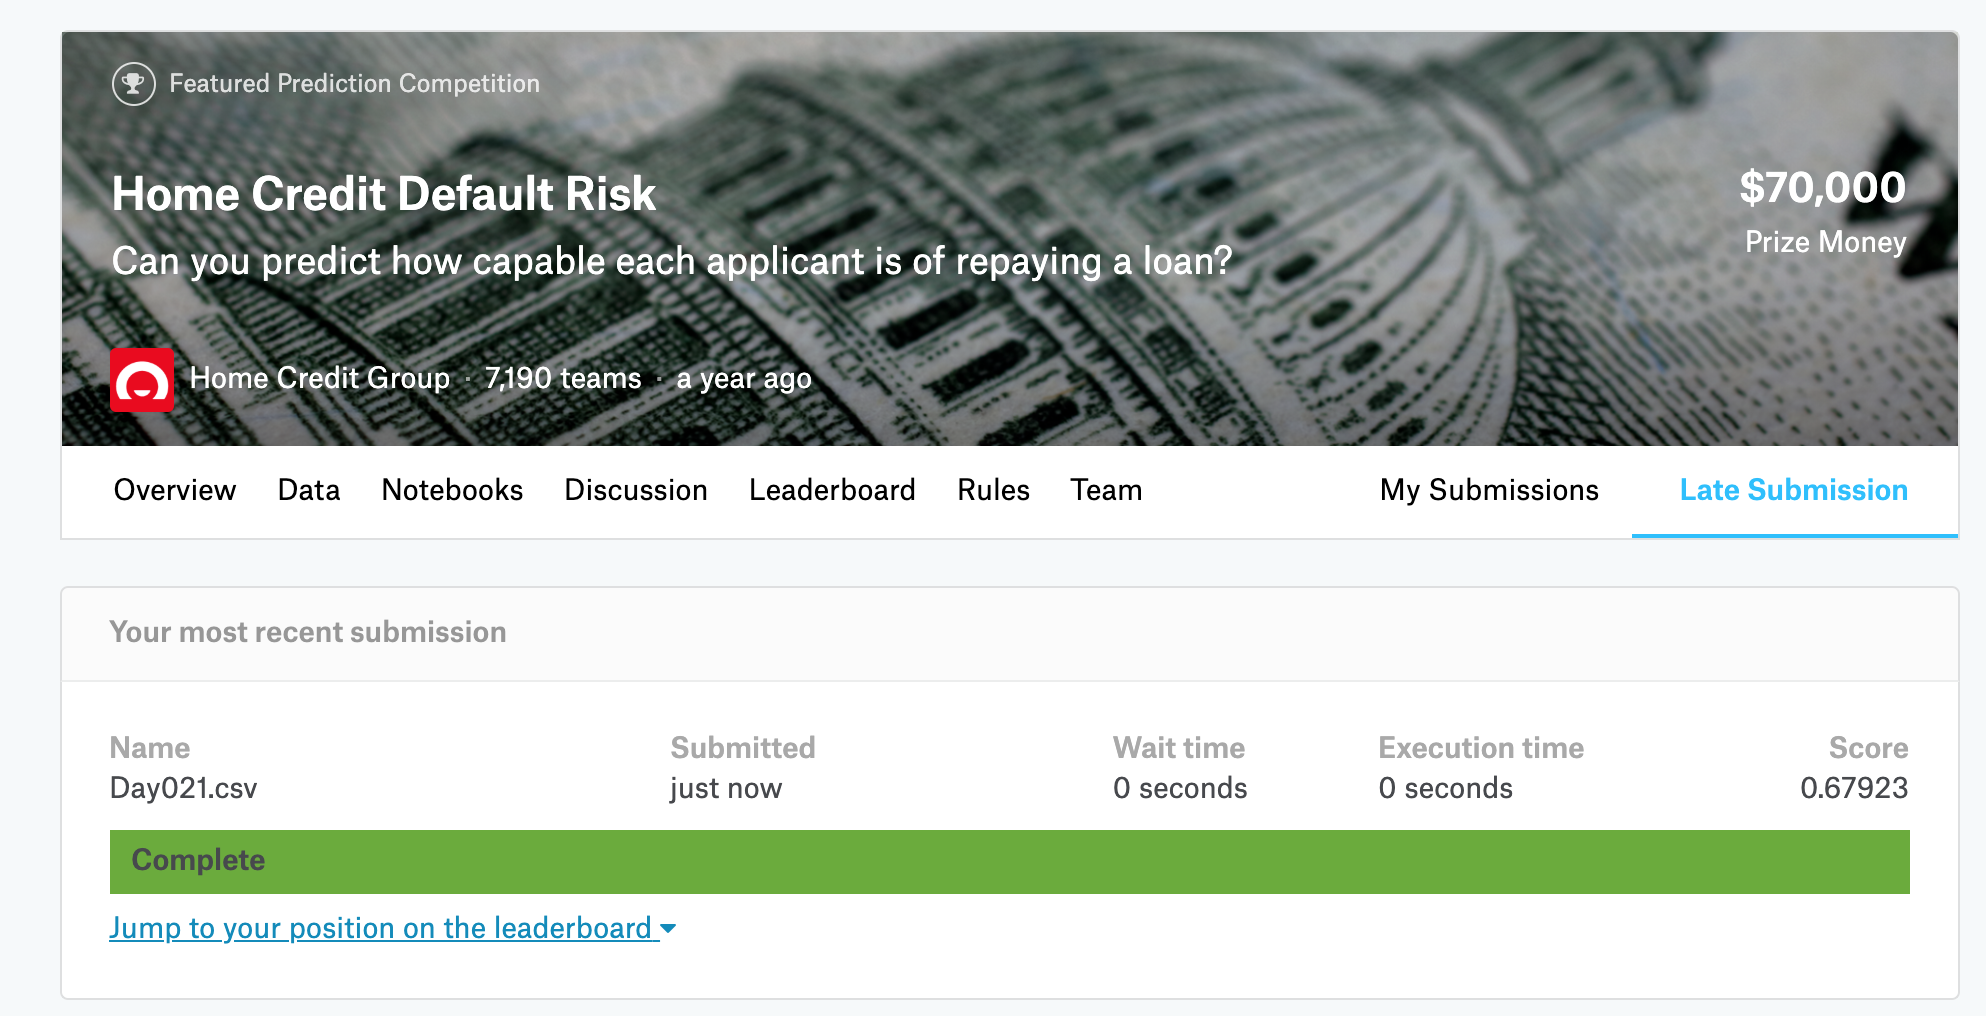 Featured Prediction Competition
Home Credit Default Risk
Can you predict how capable each applicant is of repaying a loan?
$70,000
Prize Money
Home Credit Group · 7,190 teams · a year ago
Overview Data Notebooks Discussion Leaderboard Rules Team My Submissions Late Submission
Your most recent submission
Name Submitted Wait time Execution time Score
Day021.csv just now 0 seconds 0 seconds 0.67923
Complete
Jump to your position on the leaderboard